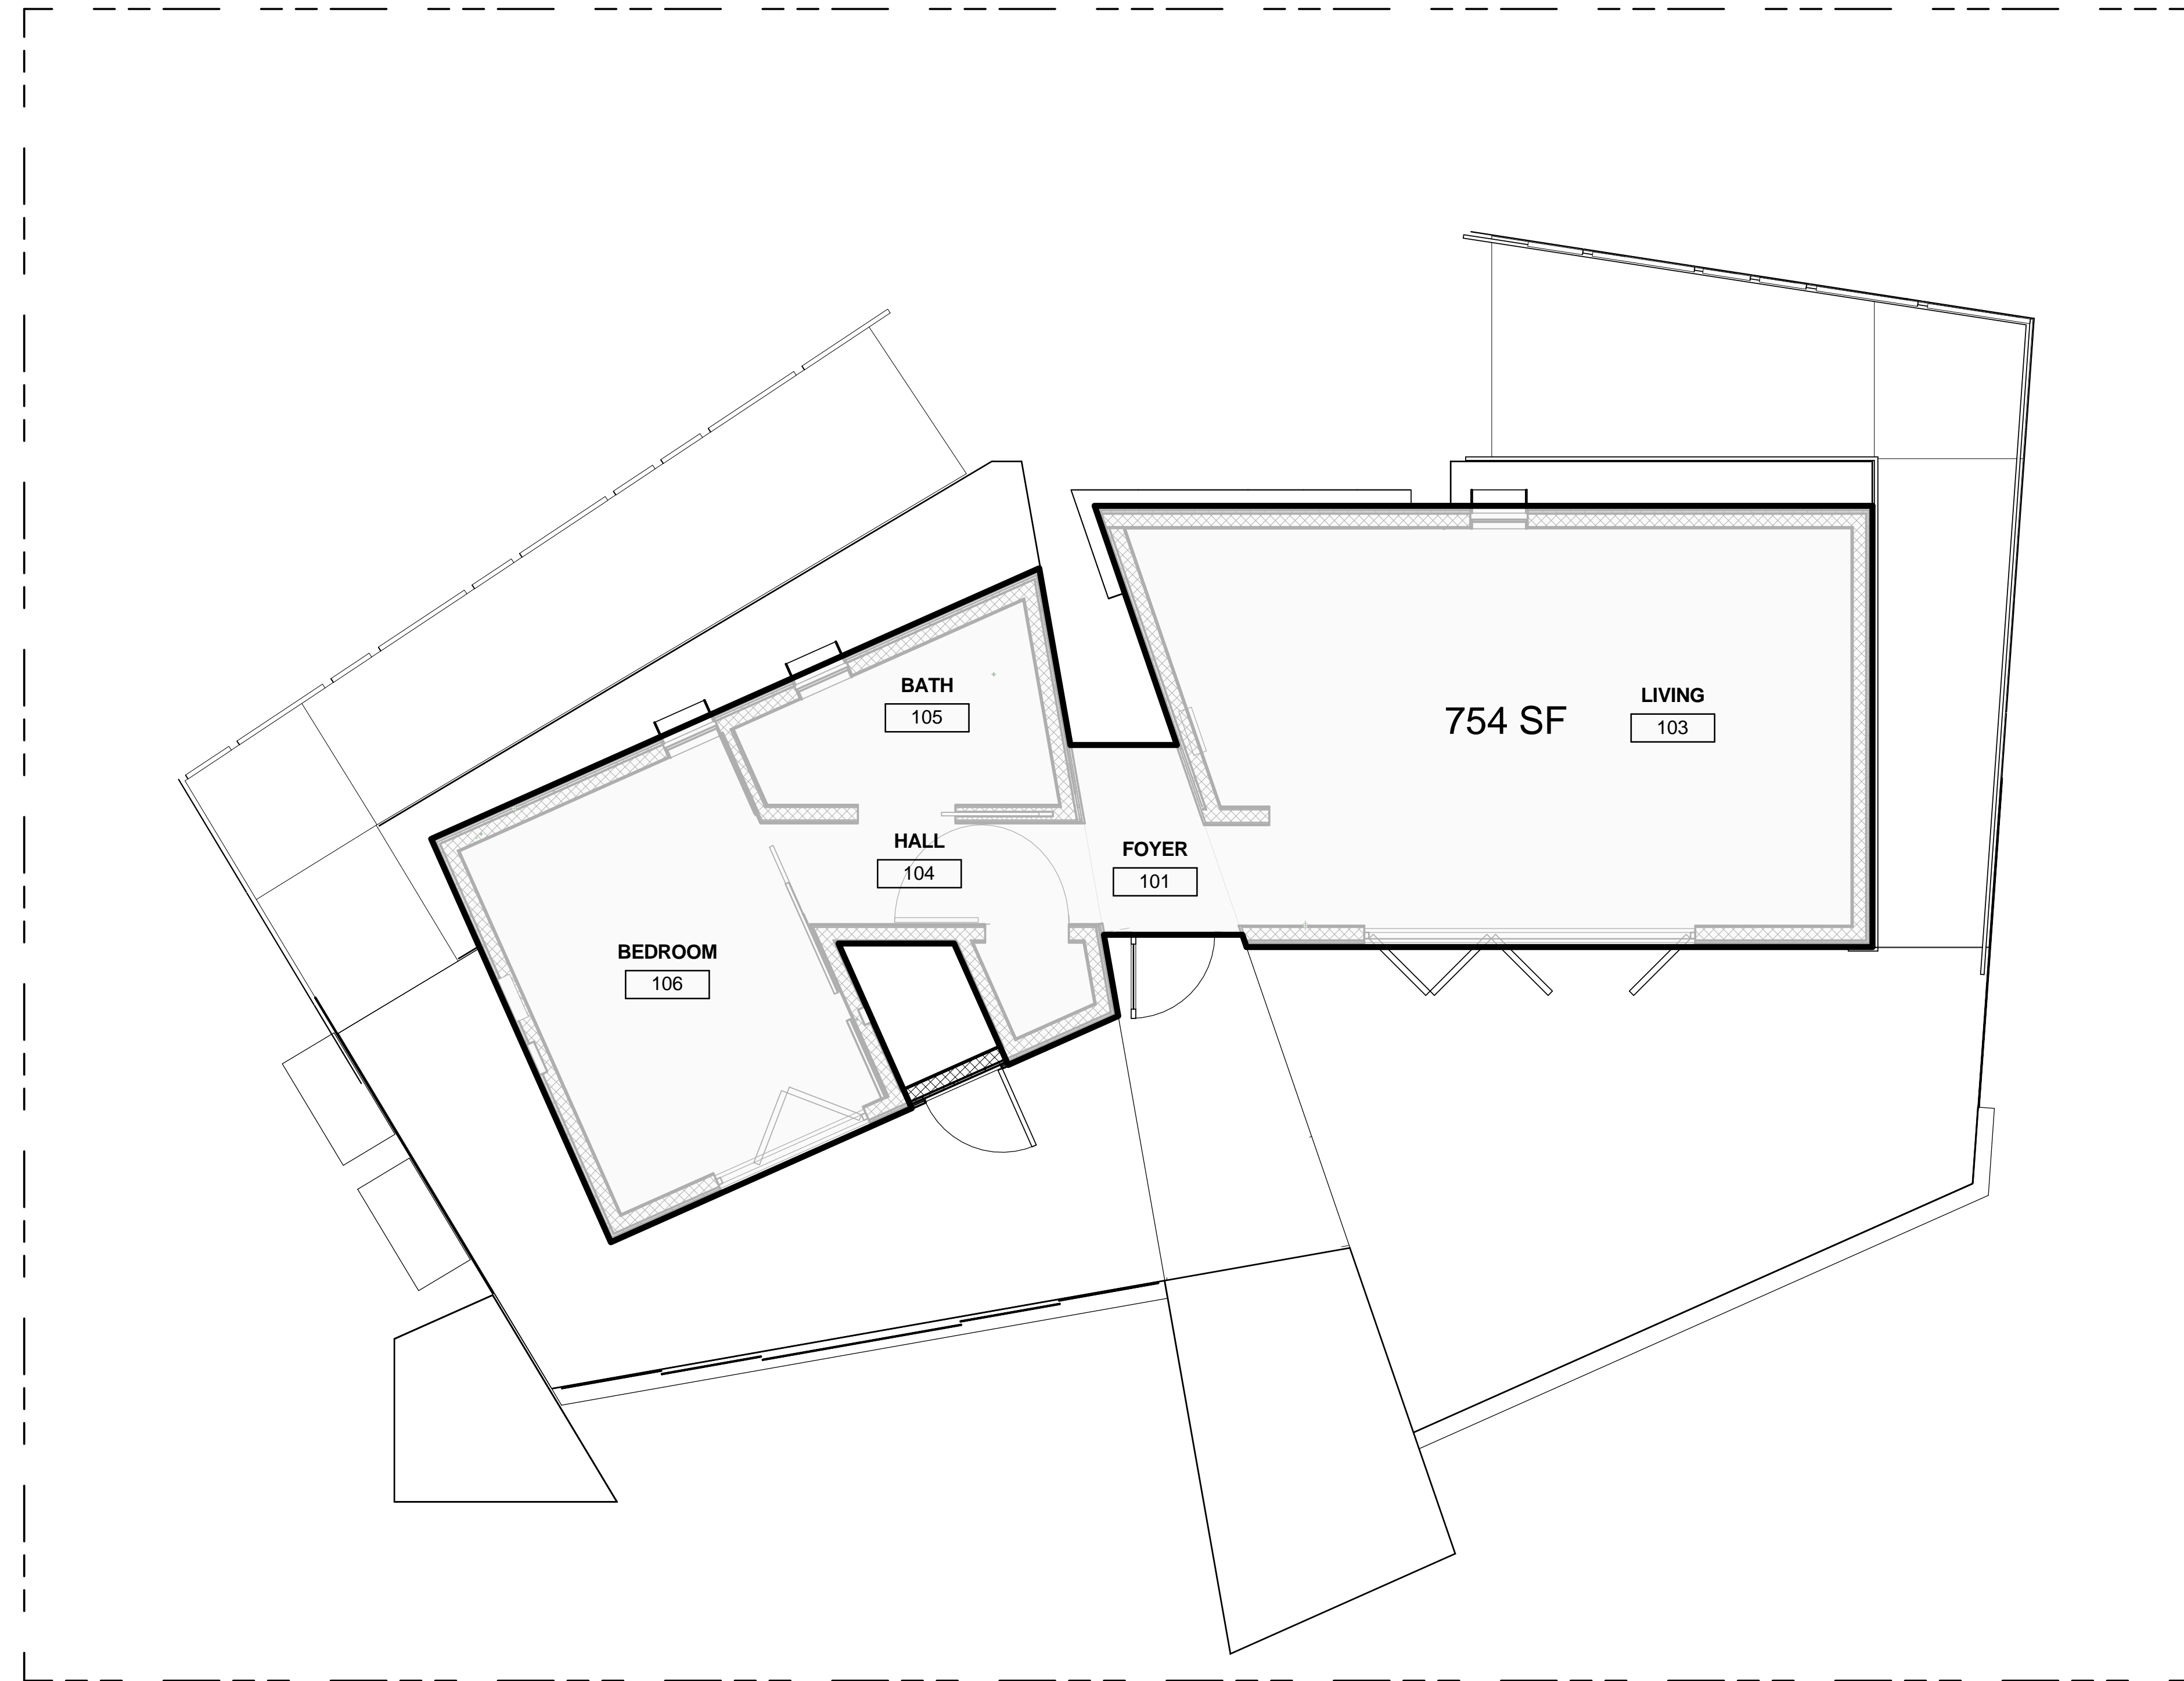 BATH
105
LIVING
754 SF
103
HALL
104
FOYER
101
BEDROOM
106